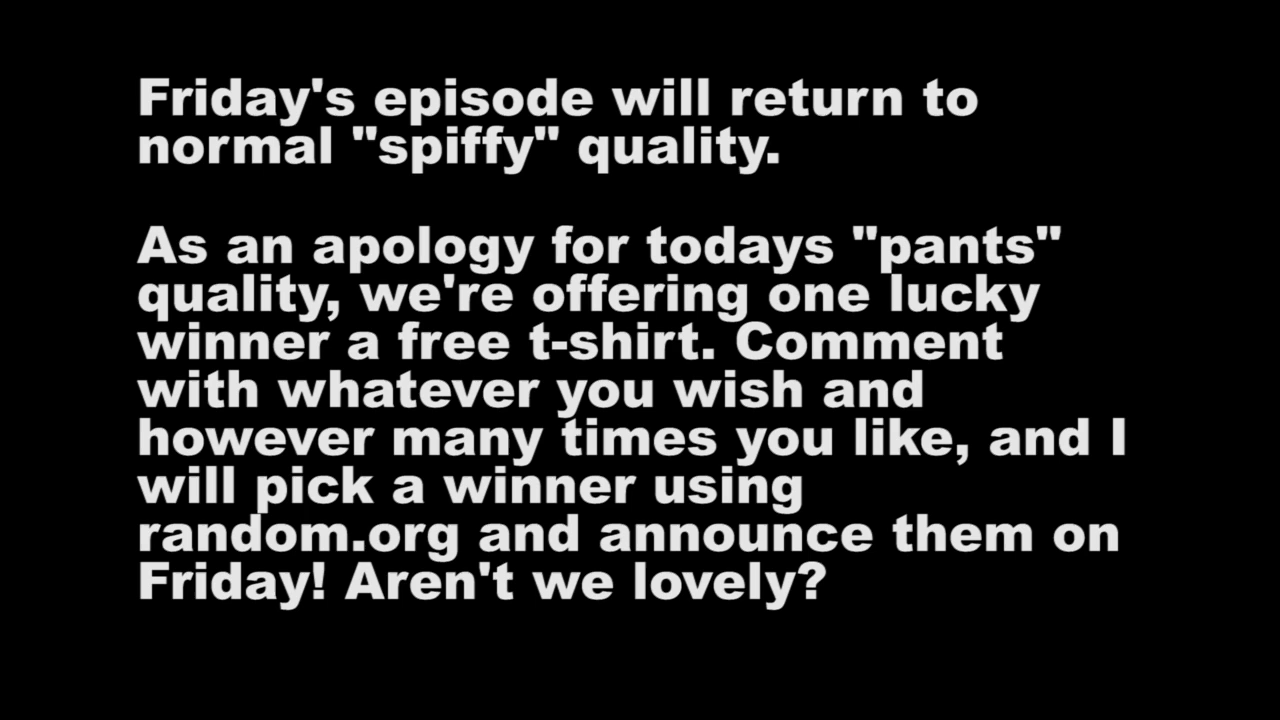 Friday's episode will return to
normal "spiffy" quality.
As an apology for todays "pants"
quality, we're offering one lucky
winner a free t-shirt. Comment
with whatever you wish and
however many times you like, and I
will pick a winner using
random.org and announce them on
Friday! Aren't we lovely?